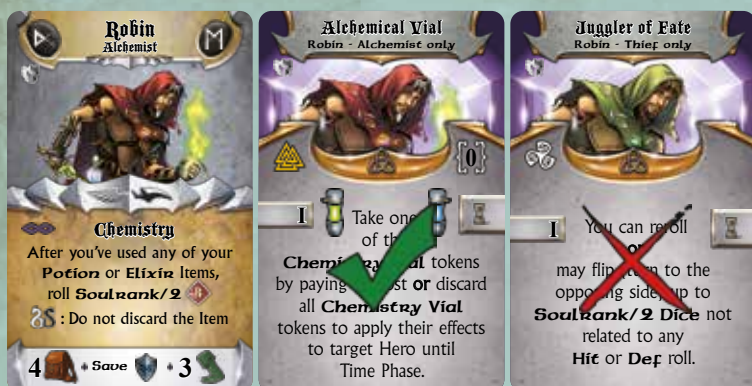 Robin
Alchemist
Chemistry
After you've used any of your
Potion or Elixir Items,
roll Soulrank/2
: Do not discard the Item
4 + Save + 3
Alchemical Vial
Robin - Alchemist only
{0}
I
Take one
of
Vial tokens
by paying or discard
all Chemistry Vial
tokens to apply their effects
to target Hero until
Time Phase.
Juggler of Fate
Robin - Thief only
I
You can reroll
or
may flip to the
opposing side up to
Soulrank/2 Dice not
related to any
Hit or Def roll.